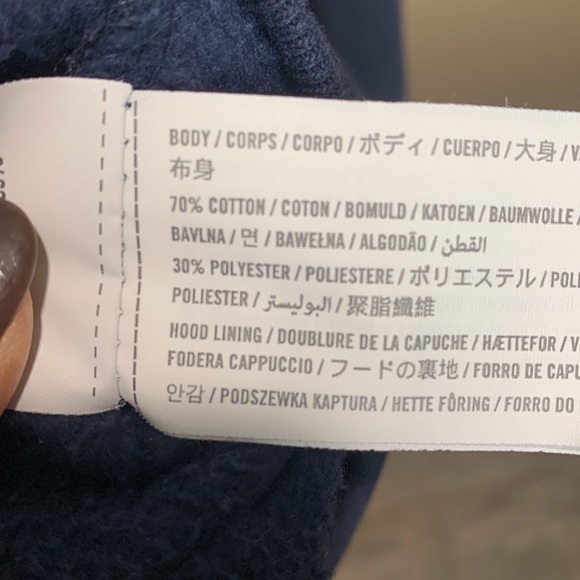 BODY / CORPS / CORPO / ボディ / CUERPO / 大身 /
布身
70% COTTON / COTON / BOMULD / KATOEN / BAUMWOLLE /
BAVLNA / 면 / BAWEŁNA / ALGODÃO / القطن
30% POLYESTER / POLIESTERE / ポリエステル /
POLIESTER / البوليستر / 聚脂纖維
HOOD LINING / DOUBLURE DE LA CAPUCHE / HÆTTEFOR /
FODERA CAPPUCCIO / フードの裏地 / FORRO DE
안감 / PODSZEWKA KAPTURA / HETTE FÔRING / FORRO DO